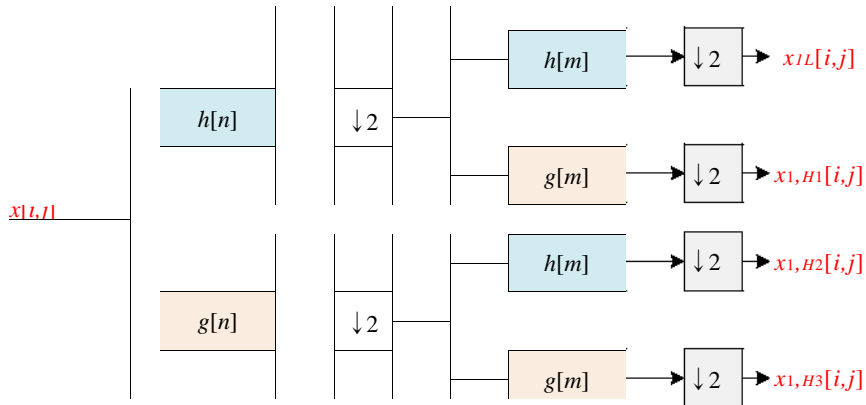 h[m]
↓2
x1L[i,j]
h[n]
↓2
g[m]
↓2
x1,H1[i,j]
x[i,j]
h[m]
↓2
x1,H2[i,j]
g[n]
↓2
g[m]
↓2
x1,H3[i,j]